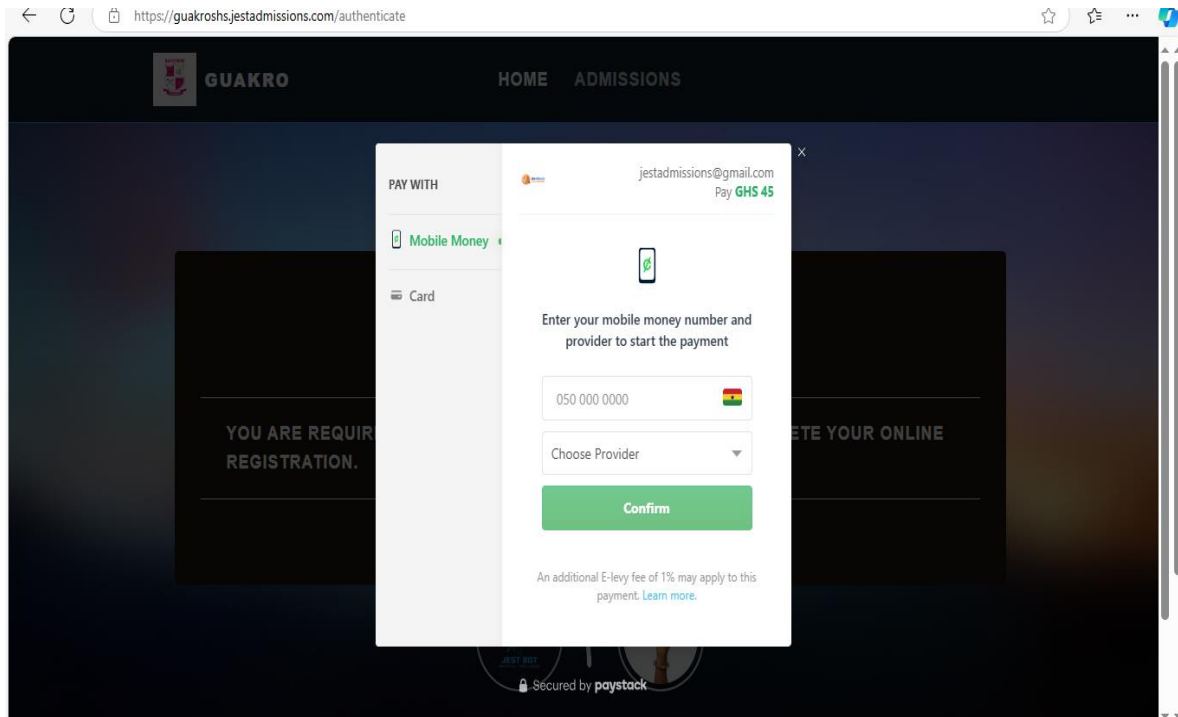 https://guakroshs.jestadmissions.com/authenticate
GUAKRO
HOME ADMISSIONS
X
PAY WITH
jestadmissions@gmail.com
Pay GHS 45
Mobile Money
Card
Enter your mobile money number and
provider to start the payment
050 000 0000
Choose Provider
Confirm
An additional E-levy fee of 1% may apply to this
payment. Learn more.
YOU ARE REQUIR
ETE YOUR ONLINE
REGISTRATION.
JEST HOT
Secured by paystack